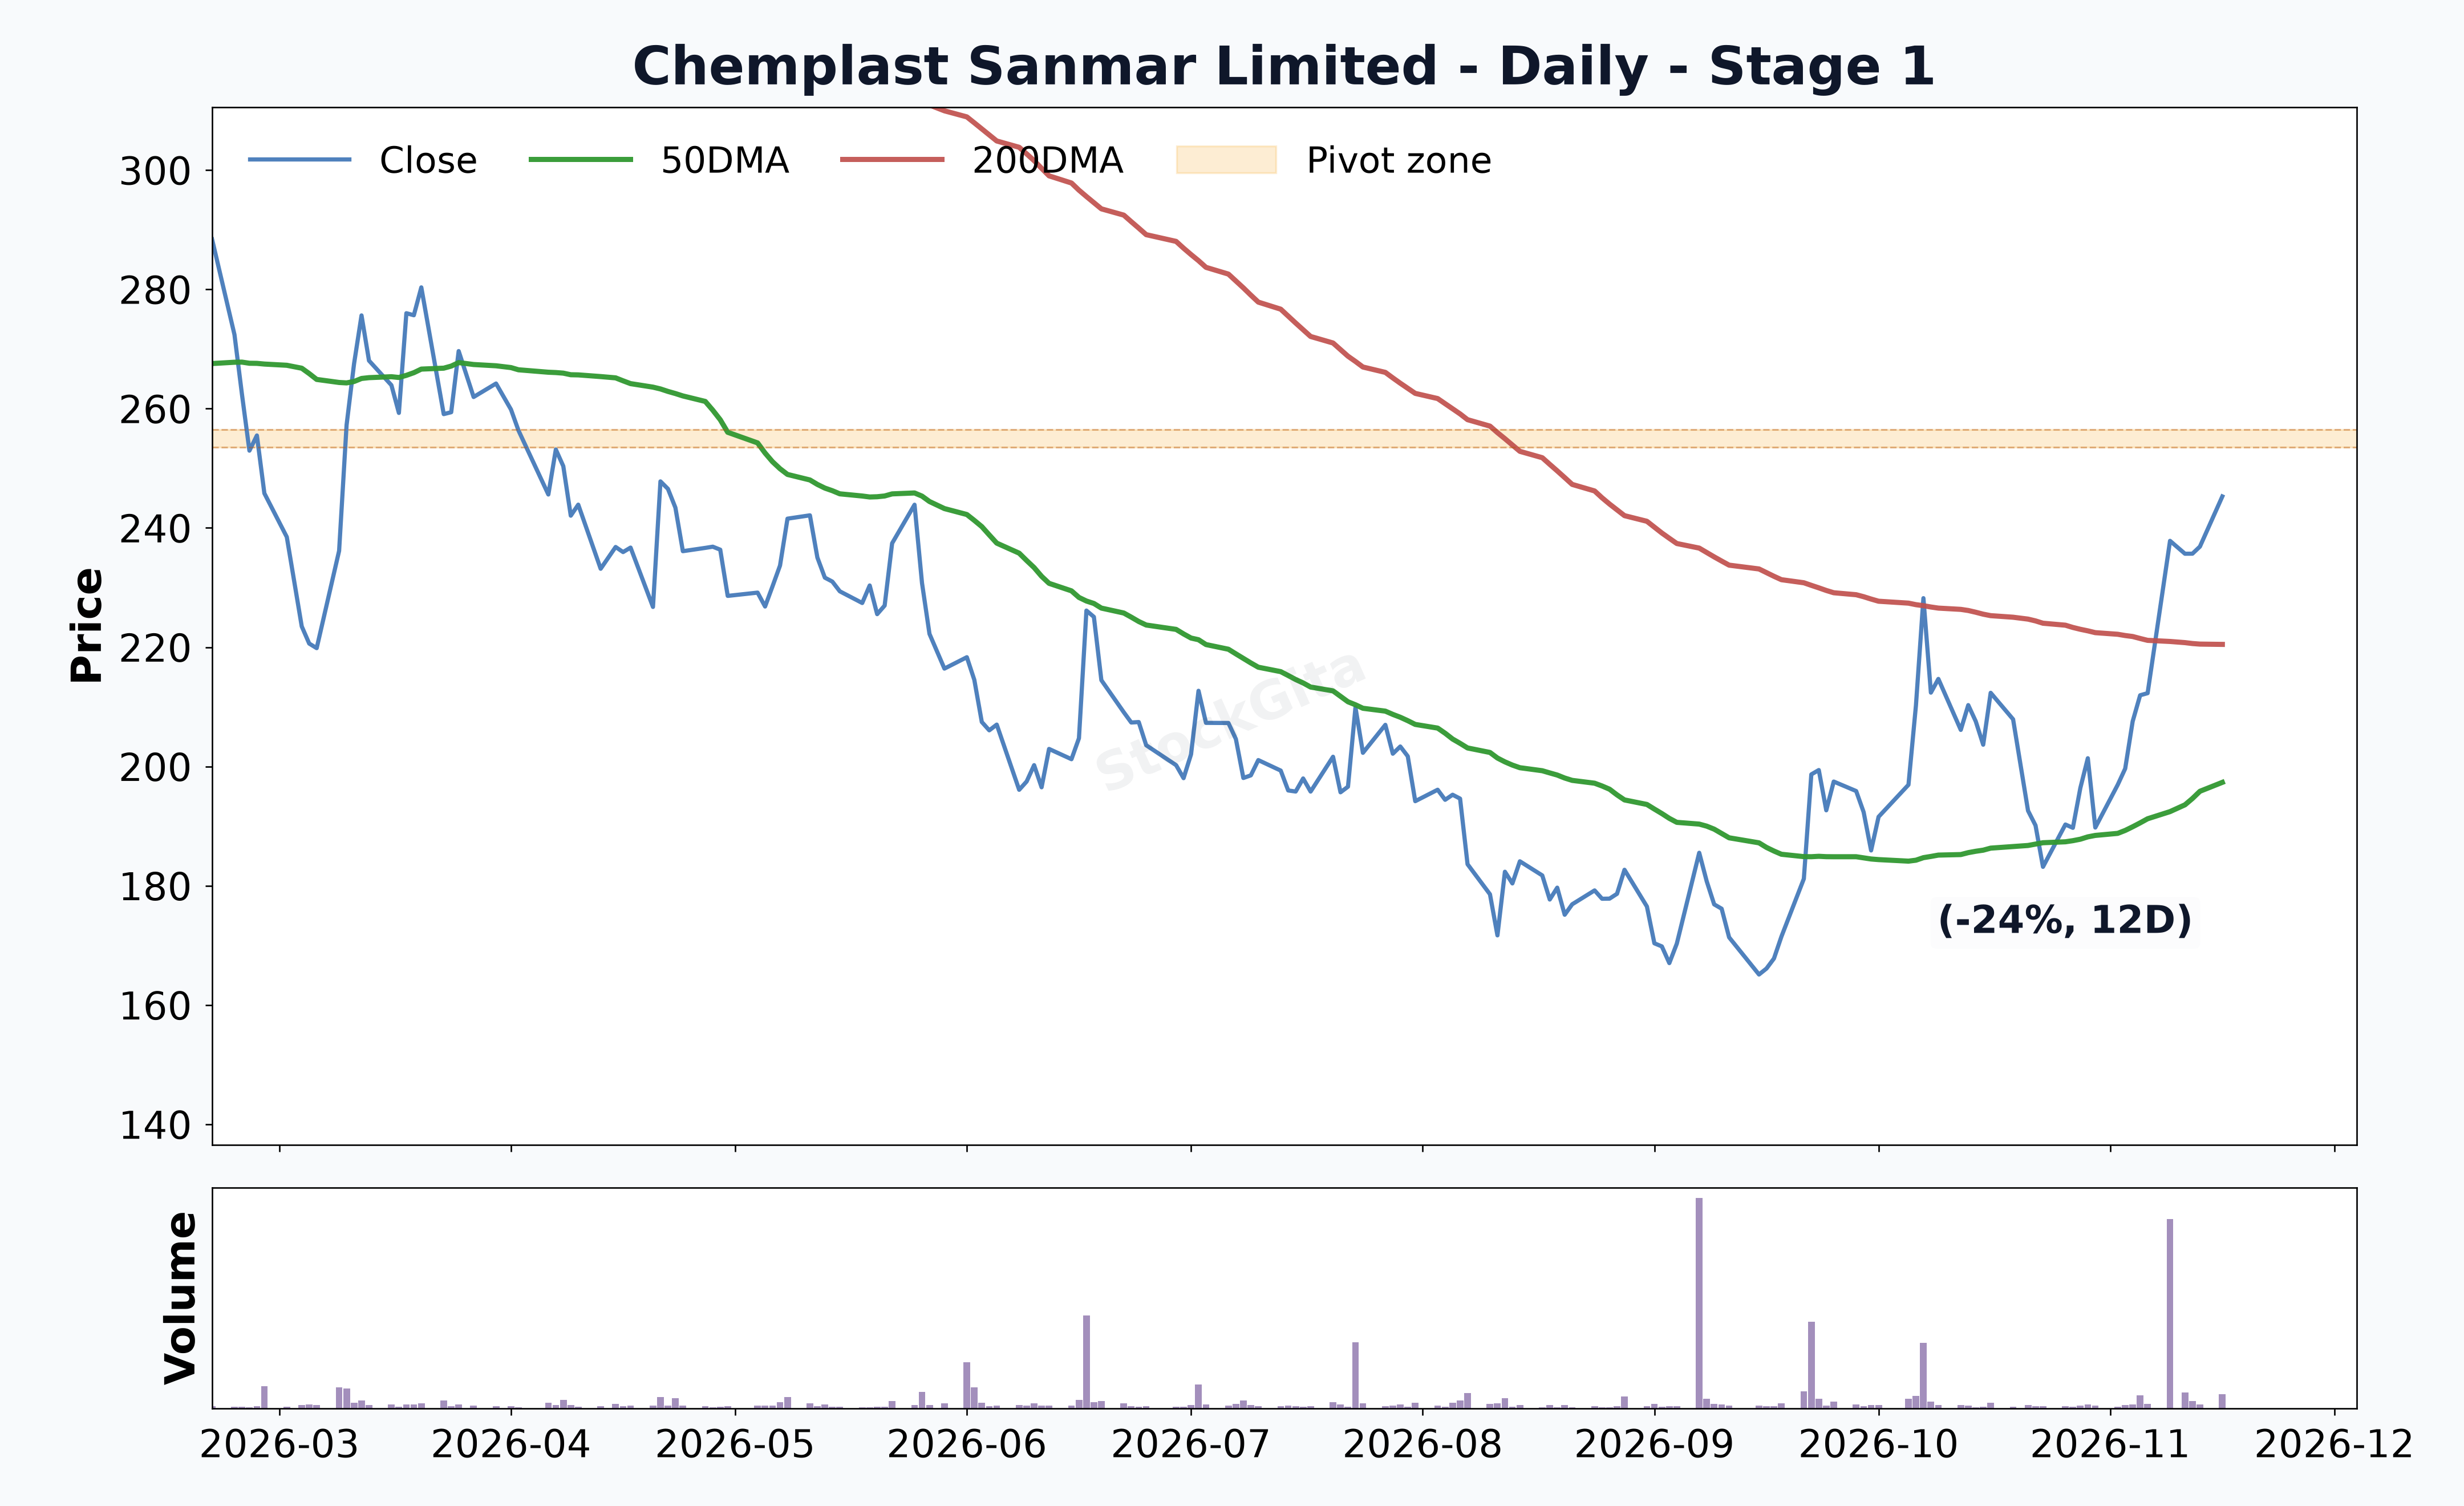 Chemplast Sanmar Limited - Daily - Stage 1
Close 50DMA 200DMA Pivot zone
300
280
260
240
220
200
180
160
140
Price
StockGita
(-24%, 12D)
Volume
2026-03 2026-04 2026-05 2026-06 2026-07 2026-08 2026-09 2026-10 2026-11 2026-12